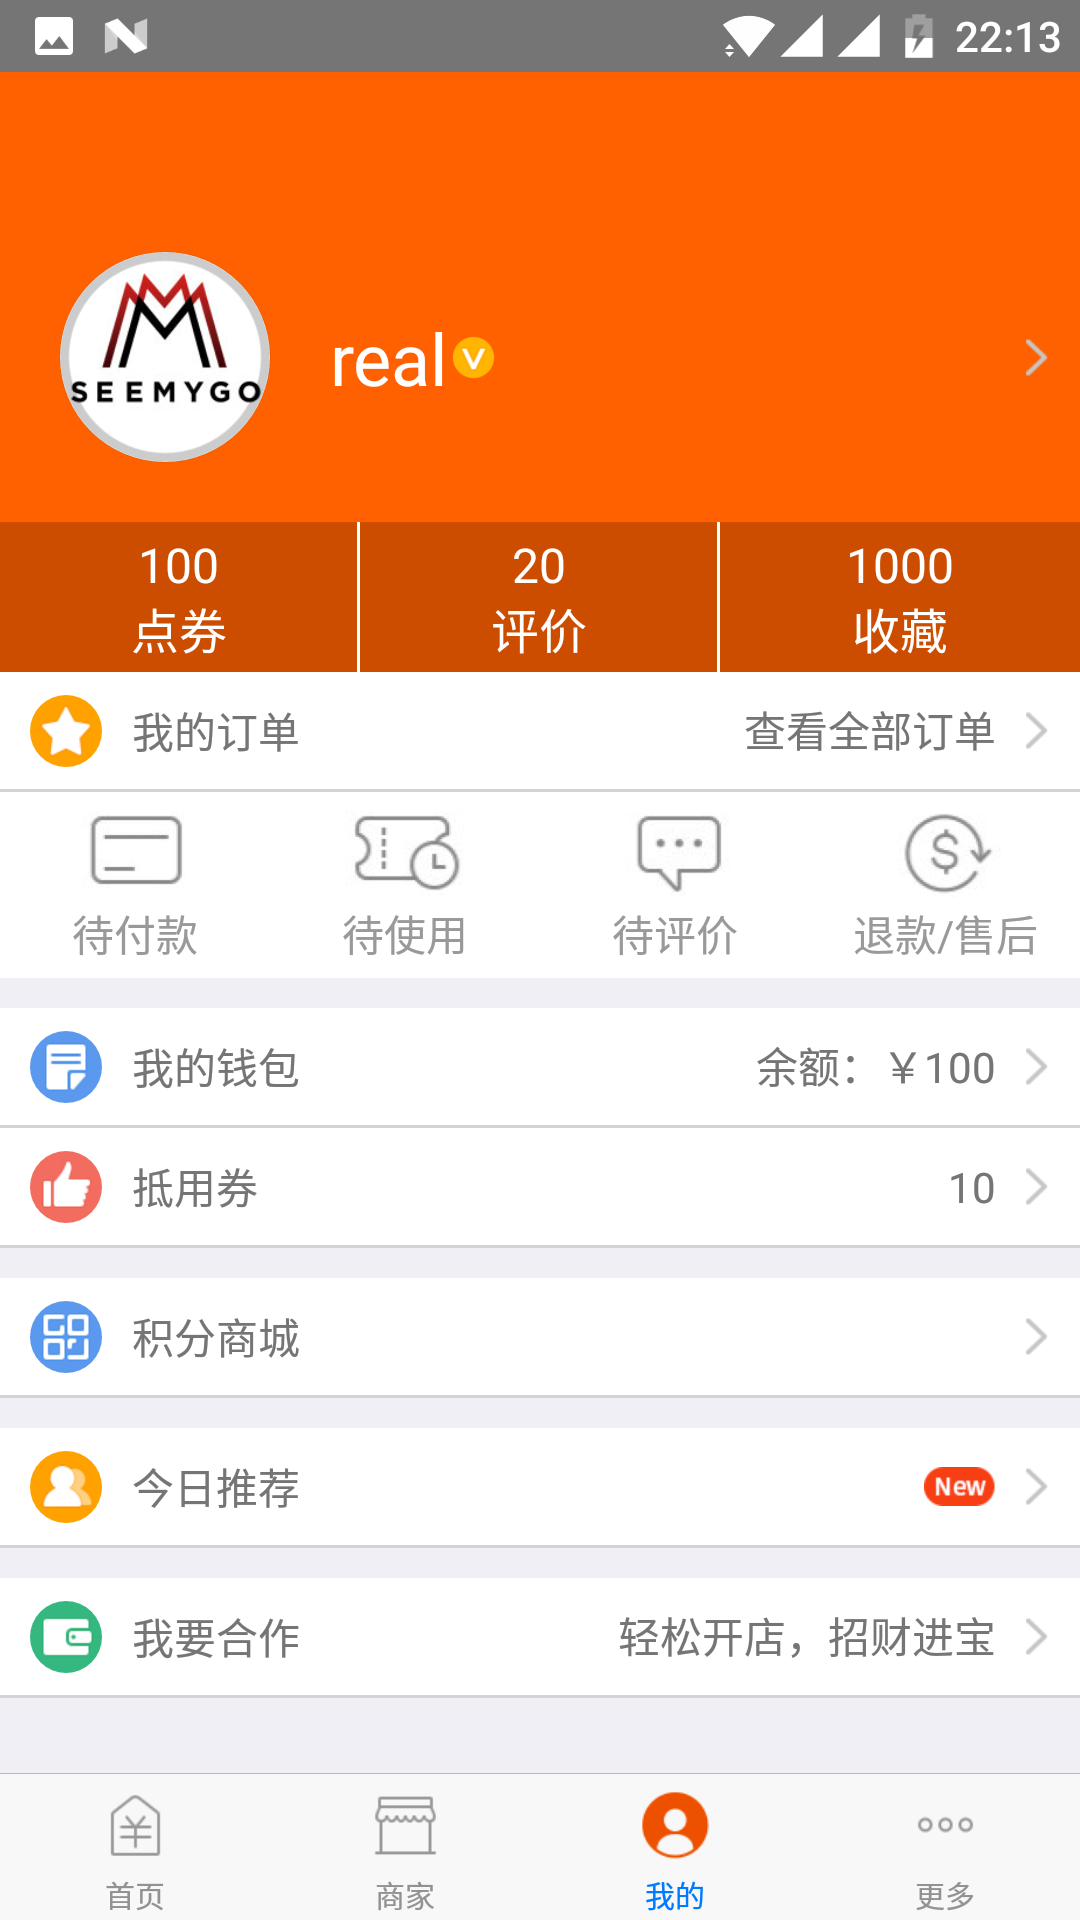 22:13
SEEMYGO
real V
100 20 1000
点券 评价 收藏
我的订单 查看全部订单
待付款 待使用 待评价 退款/售后
我的钱包 余额：￥100
抵用券 10
积分商城
今日推荐 New
我要合作 轻松开店，招财进宝
首页 商家 我的 更多